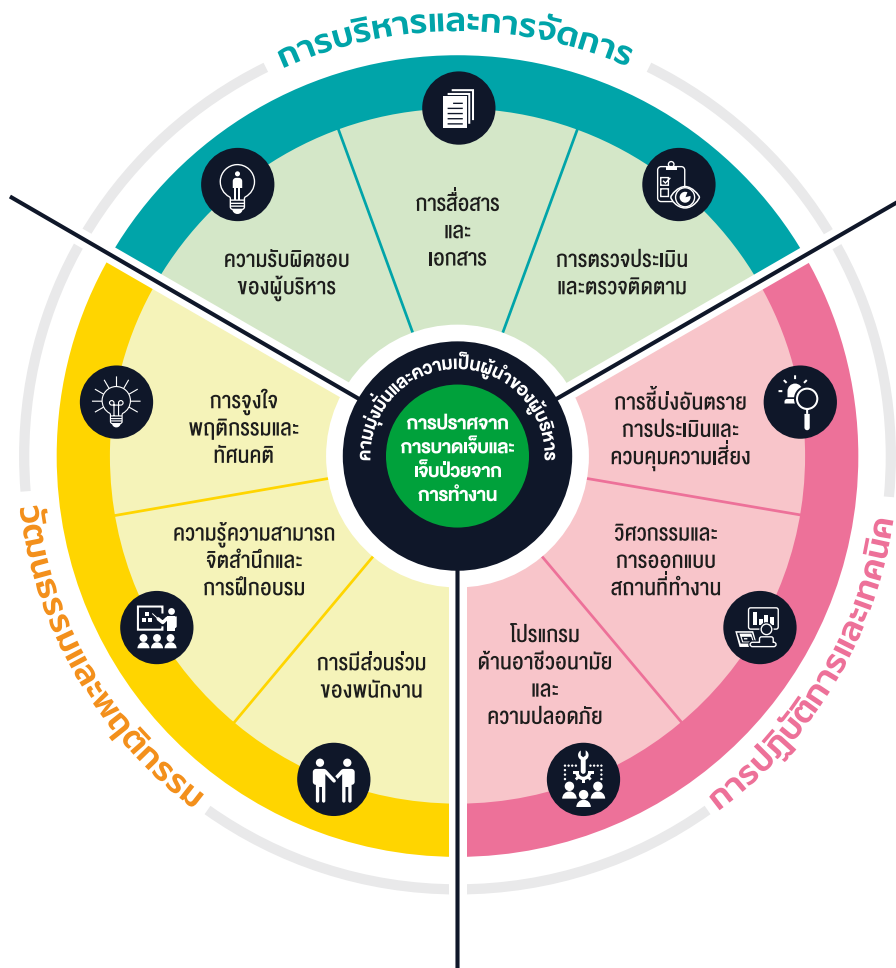 การบริหารและการจัดการ
ความรับผิดชอบ
ของผู้บริหาร
การสื่อสาร
และ
เอกสาร
การตรวจประเมิน
และตรวจติดตาม
การชี้บ่งอันตราย
การประเมินและ
ควบคุมความเสี่ยง
วิศวกรรมและ
การออกแบบ
สถานที่ทำงาน
โปรแกรม
ด้านอาชีวอนามัย
และ
ความปลอดภัย
การปฏิบัติการและเทคนิค
การจูงใจ
พฤติกรรมและ
ทัศนคติ
ความรู้ความสามารถ
จิตสำนึกและ
การฝึกอบรม
การมีส่วนร่วม
ของพนักงาน
วัฒนธรรมและพฤติกรรม
คามมุ่งมั่นและความเป็นผู้นำของผู้บริหาร
การปราศจาก
การบาดเจ็บและ
เจ็บป่วยจาก
การทำงาน